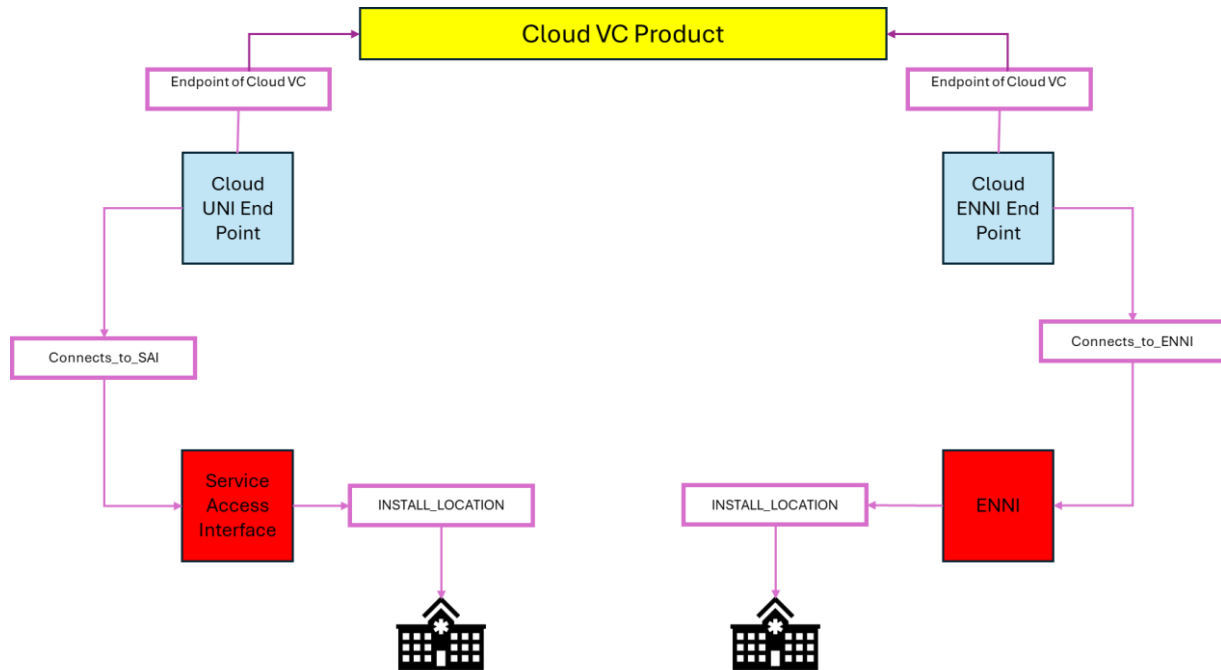 Cloud VC Product
Endpoint of Cloud VC
Endpoint of Cloud VC
Cloud
UNI End
Point
Cloud
ENNI End
Point
Connects_to_SAI
Connects_to_ENNI
Service
Access
Interface
INSTALL_LOCATION
INSTALL_LOCATION
ENNI